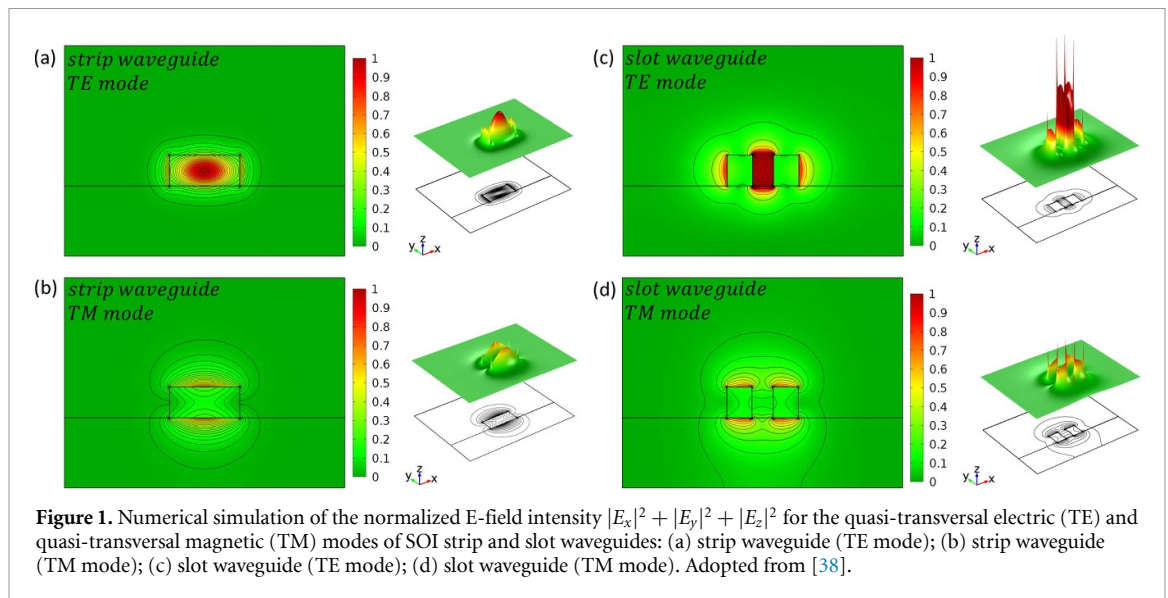 (a)
strip waveguide
TE mode
1
0.9
0.8
0.7
0.6
0.5
0.4
0.3
0.2
0.1
0
y z x
(c)
slot waveguide
TE mode
1
0.9
0.8
0.7
0.6
0.5
0.4
0.3
0.2
0.1
0
y z x
(b)
strip waveguide
TM mode
1
0.9
0.8
0.7
0.6
0.5
0.4
0.3
0.2
0.1
0
y z x
(d)
slot waveguide
TM mode
1
0.9
0.8
0.7
0.6
0.5
0.4
0.3
0.2
0.1
0
y z x
Figure 1. Numerical simulation of the normalized E-field intensity |E_x|² + |E_y|² + |E_z|² for the quasi-transversal electric (TE) and
quasi-transversal magnetic (TM) modes of SOI strip and slot waveguides: (a) strip waveguide (TE mode); (b) strip waveguide
(TM mode); (c) slot waveguide (TE mode); (d) slot waveguide (TM mode). Adopted from [38].